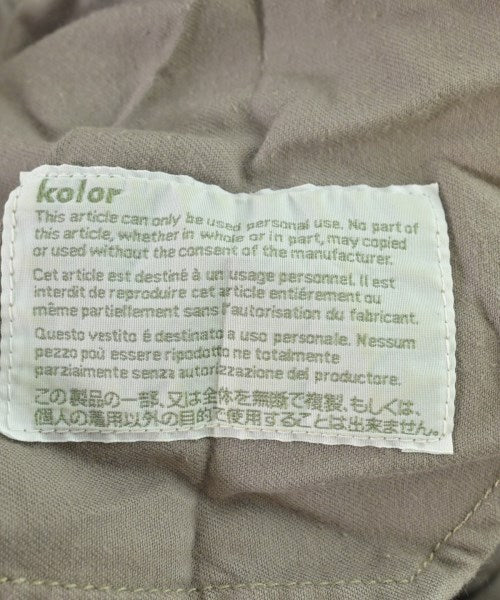 kolor
This article can only be used personal use. No part of
this article, whether in whole or in part, may copied
or used without the consent of the manufacturer.
Cet article est destiné à un usage personnel. Il est
interdit de reproduire cet article entiérement ou
même partiellement sans l'autorisation du fabricant.
Questo vestito é destinato a uso personale. Nessum
pezzo poü essere ripodotto ne totalmente
parziaimente senza autorizzazione del productore.
この製品の一部、又は全体を無断で複製、もしくは、
個人の着用以外の目的で使用することは出来ません。